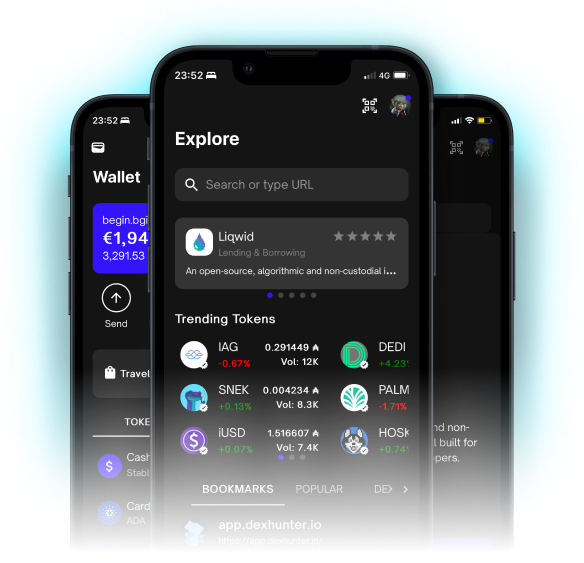 23:52
Wallet
begin.bgi
€1,94
3,291.53
Send
Travel
TOKE
$
Cash
Stabl
Card
ADA
23:52
4G
Explore
Search or type URL
Liqwid
Lending & Borrowing
An open-source, algorithmic and non-custodial i...
Trending Tokens
IAG 0.291449 ₳
-0.67% Vol: 12K
DEDI
+4.23
SNEK 0.004234 ₳
+0.13% Vol: 8.3K
PALM
-1.71%
$
iUSD 1.516607 ₳
+0.07% Vol: 7.4K
HOSK
+0.74
BOOKMARKS POPULAR DEX
app.dexhunter.io
https://app.dexhunter.io/
nd non-
l built for
pers.